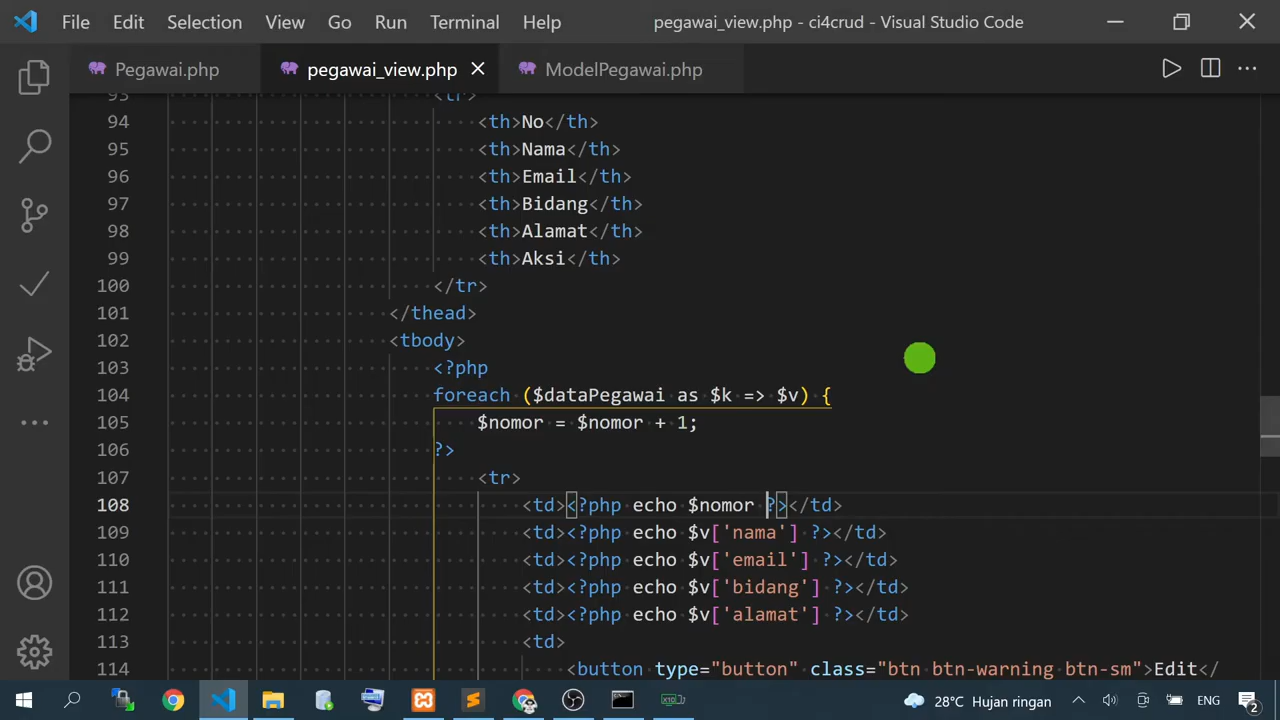 File Edit Selection View Go Run Terminal Help pegawai_view.php - ci4crud - Visual Studio Code
Pegawai.php pegawai_view.php ModelPegawai.php
93 <tr>
94 <th>No</th>
95 <th>Nama</th>
96 <th>Email</th>
97 <th>Bidang</th>
98 <th>Alamat</th>
99 <th>Aksi</th>
100 </tr>
101 </thead>
102 <tbody>
103 <?php
104 foreach ($dataPegawai as $k => $v) {
105 $nomor = $nomor + 1;
106 ?>
107 <tr>
108 <td><?php echo $nomor ?></td>
109 <td><?php echo $v['nama'] ?></td>
110 <td><?php echo $v['email'] ?></td>
111 <td><?php echo $v['bidang'] ?></td>
112 <td><?php echo $v['alamat'] ?></td>
113 <td>
114 <button type="button" class="btn btn-warning btn-sm">Edit</
28°C Hujan ringan ENG 2